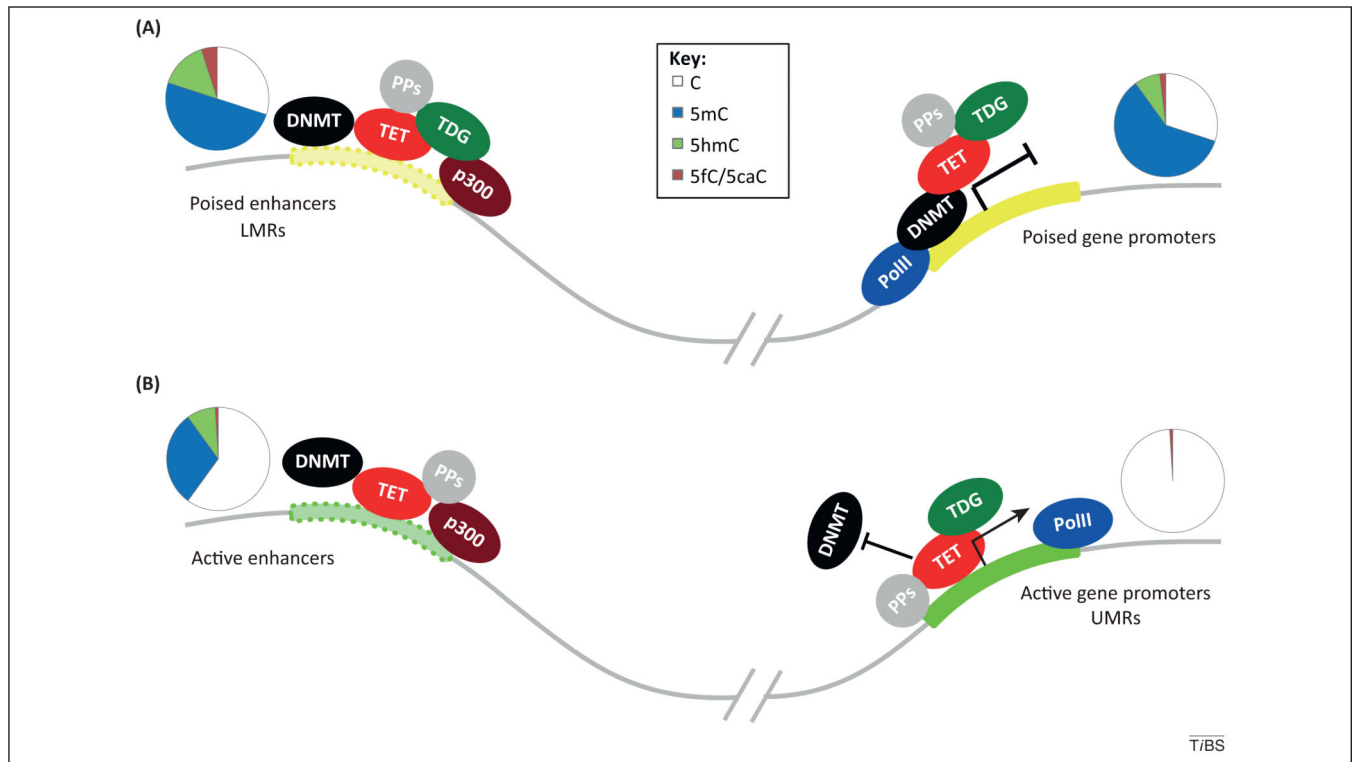 (A)
PPs
DNMT
TET
TDG
p300
Poised enhancers
LMRs
Key:
C
5mC
5hmC
5fC/5caC
PPs
TDG
TET
DNMT
PolII
Poised gene promoters
(B)
DNMT
PPs
TET
p300
Active enhancers
DNMT
TDG
TET
PPs
PolII
Active gene promoters
UMRs
TiBS